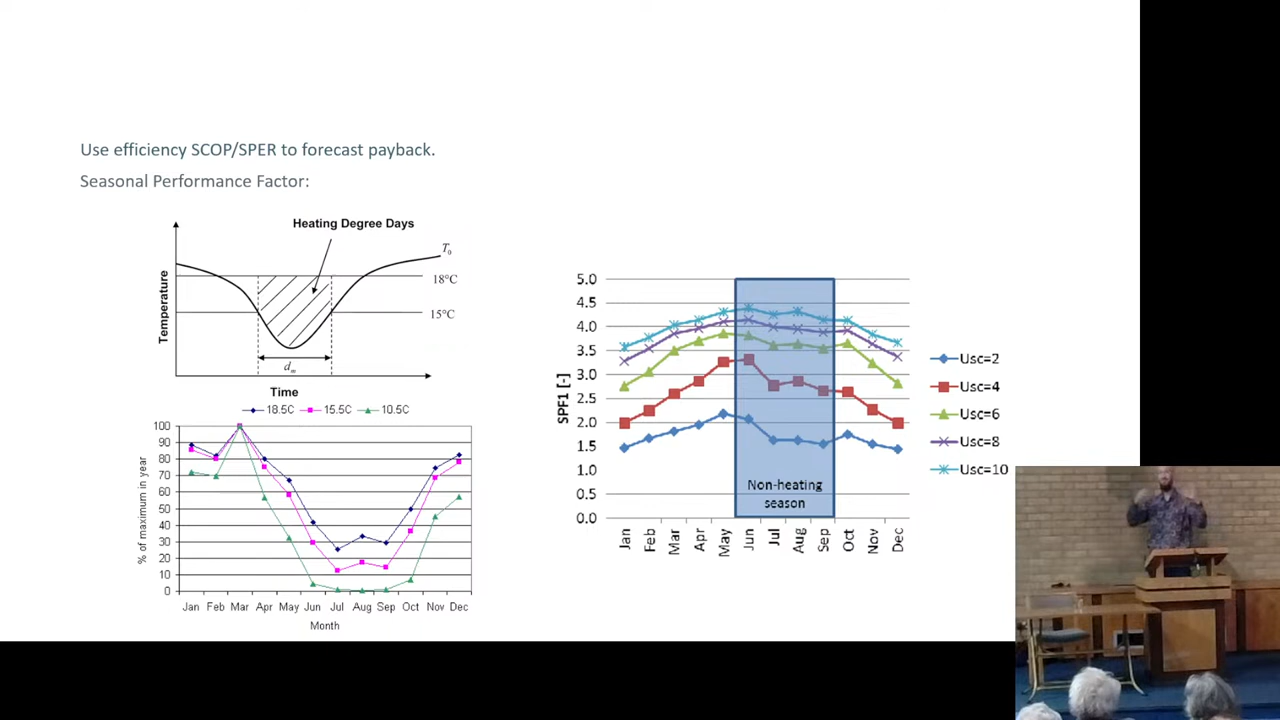 Use efficiency SCOP/SPER to forecast payback.
Seasonal Performance Factor:
Heating Degree Days
T₀
18°C
15°C
Temperature
dₘ
Time
18.5C 15.5C 10.5C
100
90
80
70
60
50
40
30
20
10
0
% of maximum in year
Jan Feb Mar Apr May Jun Jul Aug Sep Oct Nov Dec
Month
5.0
4.5
4.0
3.5
3.0
2.5
2.0
1.5
1.0
0.5
0.0
SPF1 [-]
Non-heating
season
Jan Feb Mar Apr May Jun Jul Aug Sep Oct Nov Dec
Usc=2
Usc=4
Usc=6
Usc=8
Usc=10